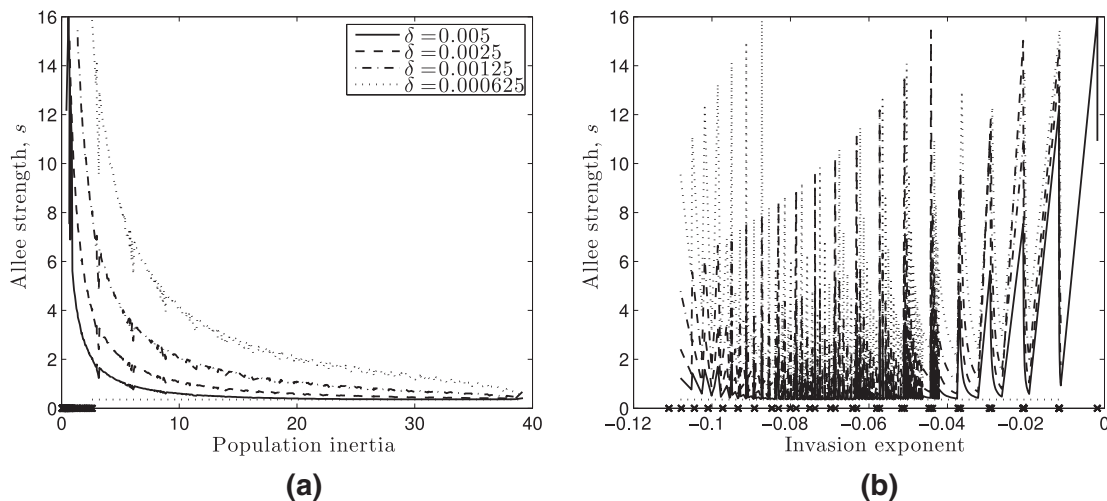 16
14
12
10
8
6
4
2
0
Allee strength, s
δ =0.005
δ =0.0025
δ =0.00125
δ =0.000625
0 10 20 30 40
Population inertia
(a)
16
14
12
10
8
6
4
2
0
Allee strength, s
−0.12 −0.1 −0.08 −0.06 −0.04 −0.02 0
Invasion exponent
(b)